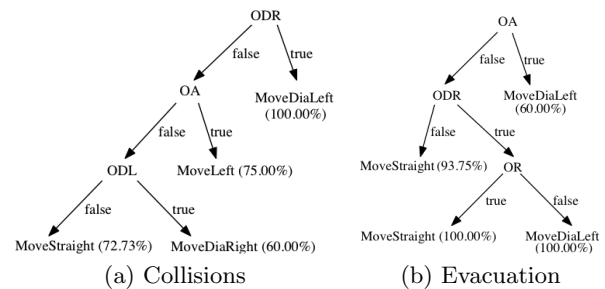 ODR
false
true
OA
MoveDiaLeft
(100.00%)
false
true
ODL
MoveLeft (75.00%)
false
true
MoveStraight (72.73%)
MoveDiaRight (60.00%)
(a) Collisions
OA
false
true
ODR
MoveDiaLeft
(60.00%)
false
true
MoveStraight (93.75%)
OR
true
false
MoveStraight (100.00%)
MoveDiaLeft
(100.00%)
(b) Evacuation